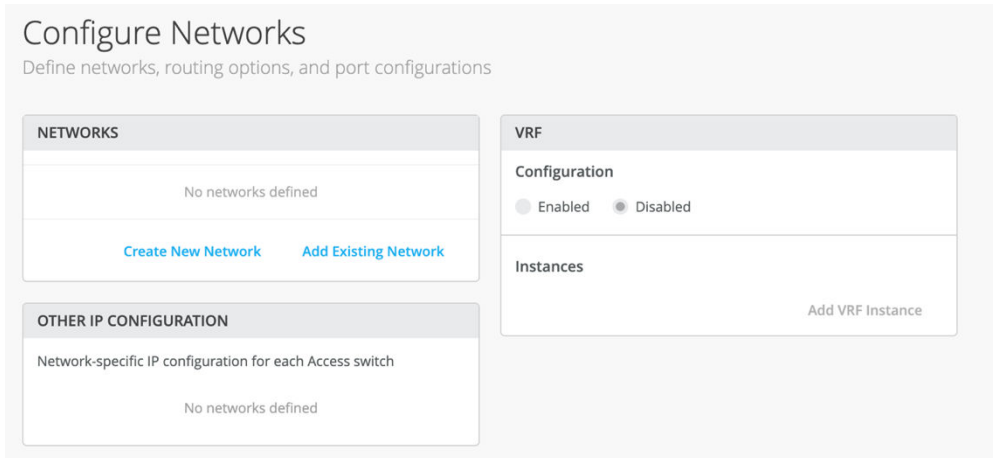 Configure Networks
Define networks, routing options, and port configurations
NETWORKS
No networks defined
Create New Network
Add Existing Network
OTHER IP CONFIGURATION
Network-specific IP configuration for each Access switch
No networks defined
VRF
Configuration
Enabled
Disabled
Instances
Add VRF Instance